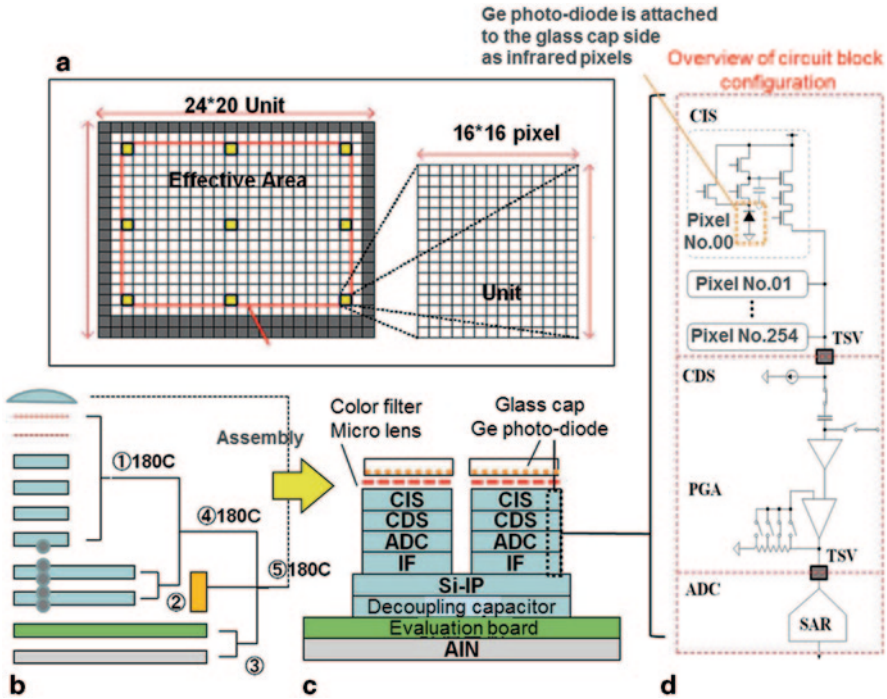 Ge photo-diode is attached
to the glass cap side
as infrared pixels
Overview of circuit block
configuration
a
24*20 Unit
16*16 pixel
Effective Area
Unit
CIS
Pixel
No.00
Pixel No.01
Pixel No.254
TSV
CDS
PGA
TSV
ADC
SAR
d
①180C
④180C
⑤180C
②
③
b
Assembly
Color filter
Micro lens
Glass cap
Ge photo-diode
CIS CIS
CDS CDS
ADC ADC
IF IF
Si-IP
Decoupling capacitor
Evaluation board
AIN
c